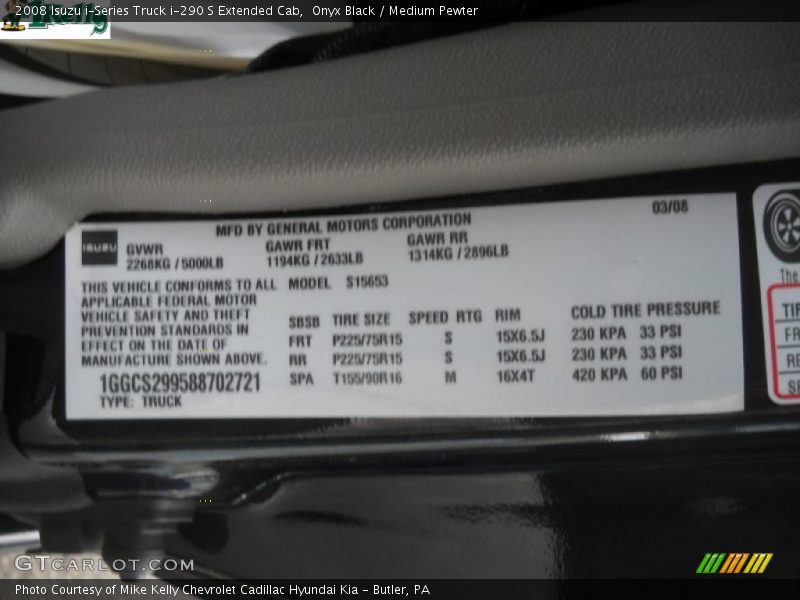 2008 Isuzu i-Series Truck i-290 S Extended Cab,  Onyx Black / Medium Pewter
MFD BY GENERAL MOTORS CORPORATION 03/08
ISUZU
GVWR GAWR FRT GAWR RR
2268KG / 5000LB 1194KG / 2633LB 1314KG / 2896LB
THIS VEHICLE CONFORMS TO ALL MODEL S15653
APPLICABLE FEDERAL MOTOR
VEHICLE SAFETY AND THEFT
PREVENTION STANDARDS IN
EFFECT ON THE DATE OF
MANUFACTURE SHOWN ABOVE.
SBSB TIRE SIZE SPEED RTG RIM COLD TIRE PRESSURE
FRT P225/75R15 S 15X6.5J 230 KPA 33 PSI
RR P225/75R15 S 15X6.5J 230 KPA 33 PSI
SPA T155/90R16 M 16X4T 420 KPA 60 PSI
1GGCS299588702721
TYPE: TRUCK
The
TIR
FR
RE
SP
GTCARLOT.COM
Photo Courtesy of Mike Kelly Chevrolet Cadillac Hyundai Kia - Butler, PA